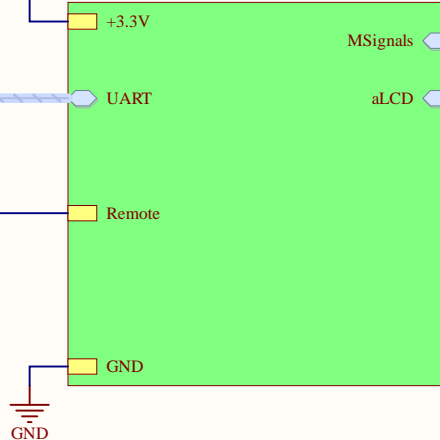 +3.3V
MSignals
UART
aLCD
Remote
GND
GND